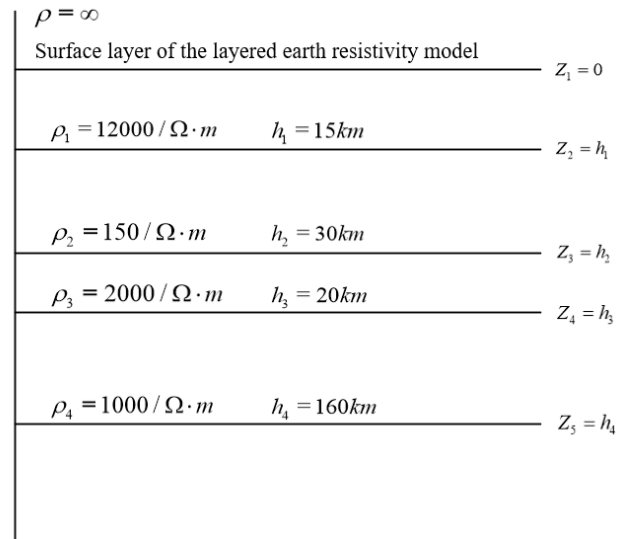 ρ = ∞
Surface layer of the layered earth resistivity model
Z₁ = 0
ρ₁ = 12000 / Ω · m h₁ = 15km
Z₂ = h₁
ρ₂ = 150 / Ω · m h₂ = 30km
Z₃ = h₂
ρ₃ = 2000 / Ω · m h₃ = 20km
Z₄ = h₃
ρ₄ = 1000 / Ω · m h₄ = 160km
Z₅ = h₄